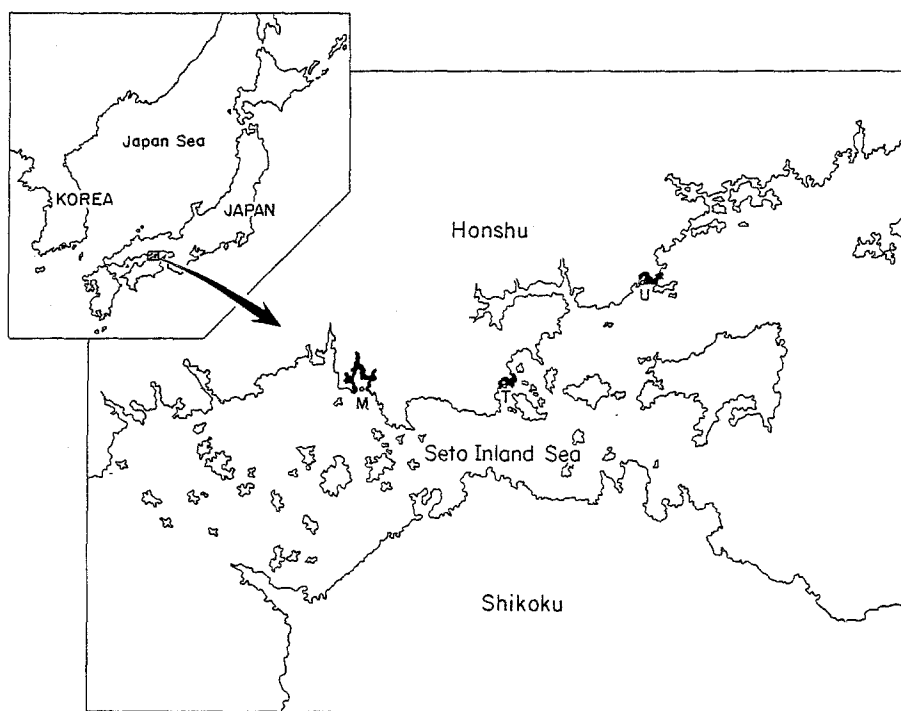 Japan Sea
KOREA
JAPAN
Honshu
U
M
T
Seto Inland Sea
Shikoku